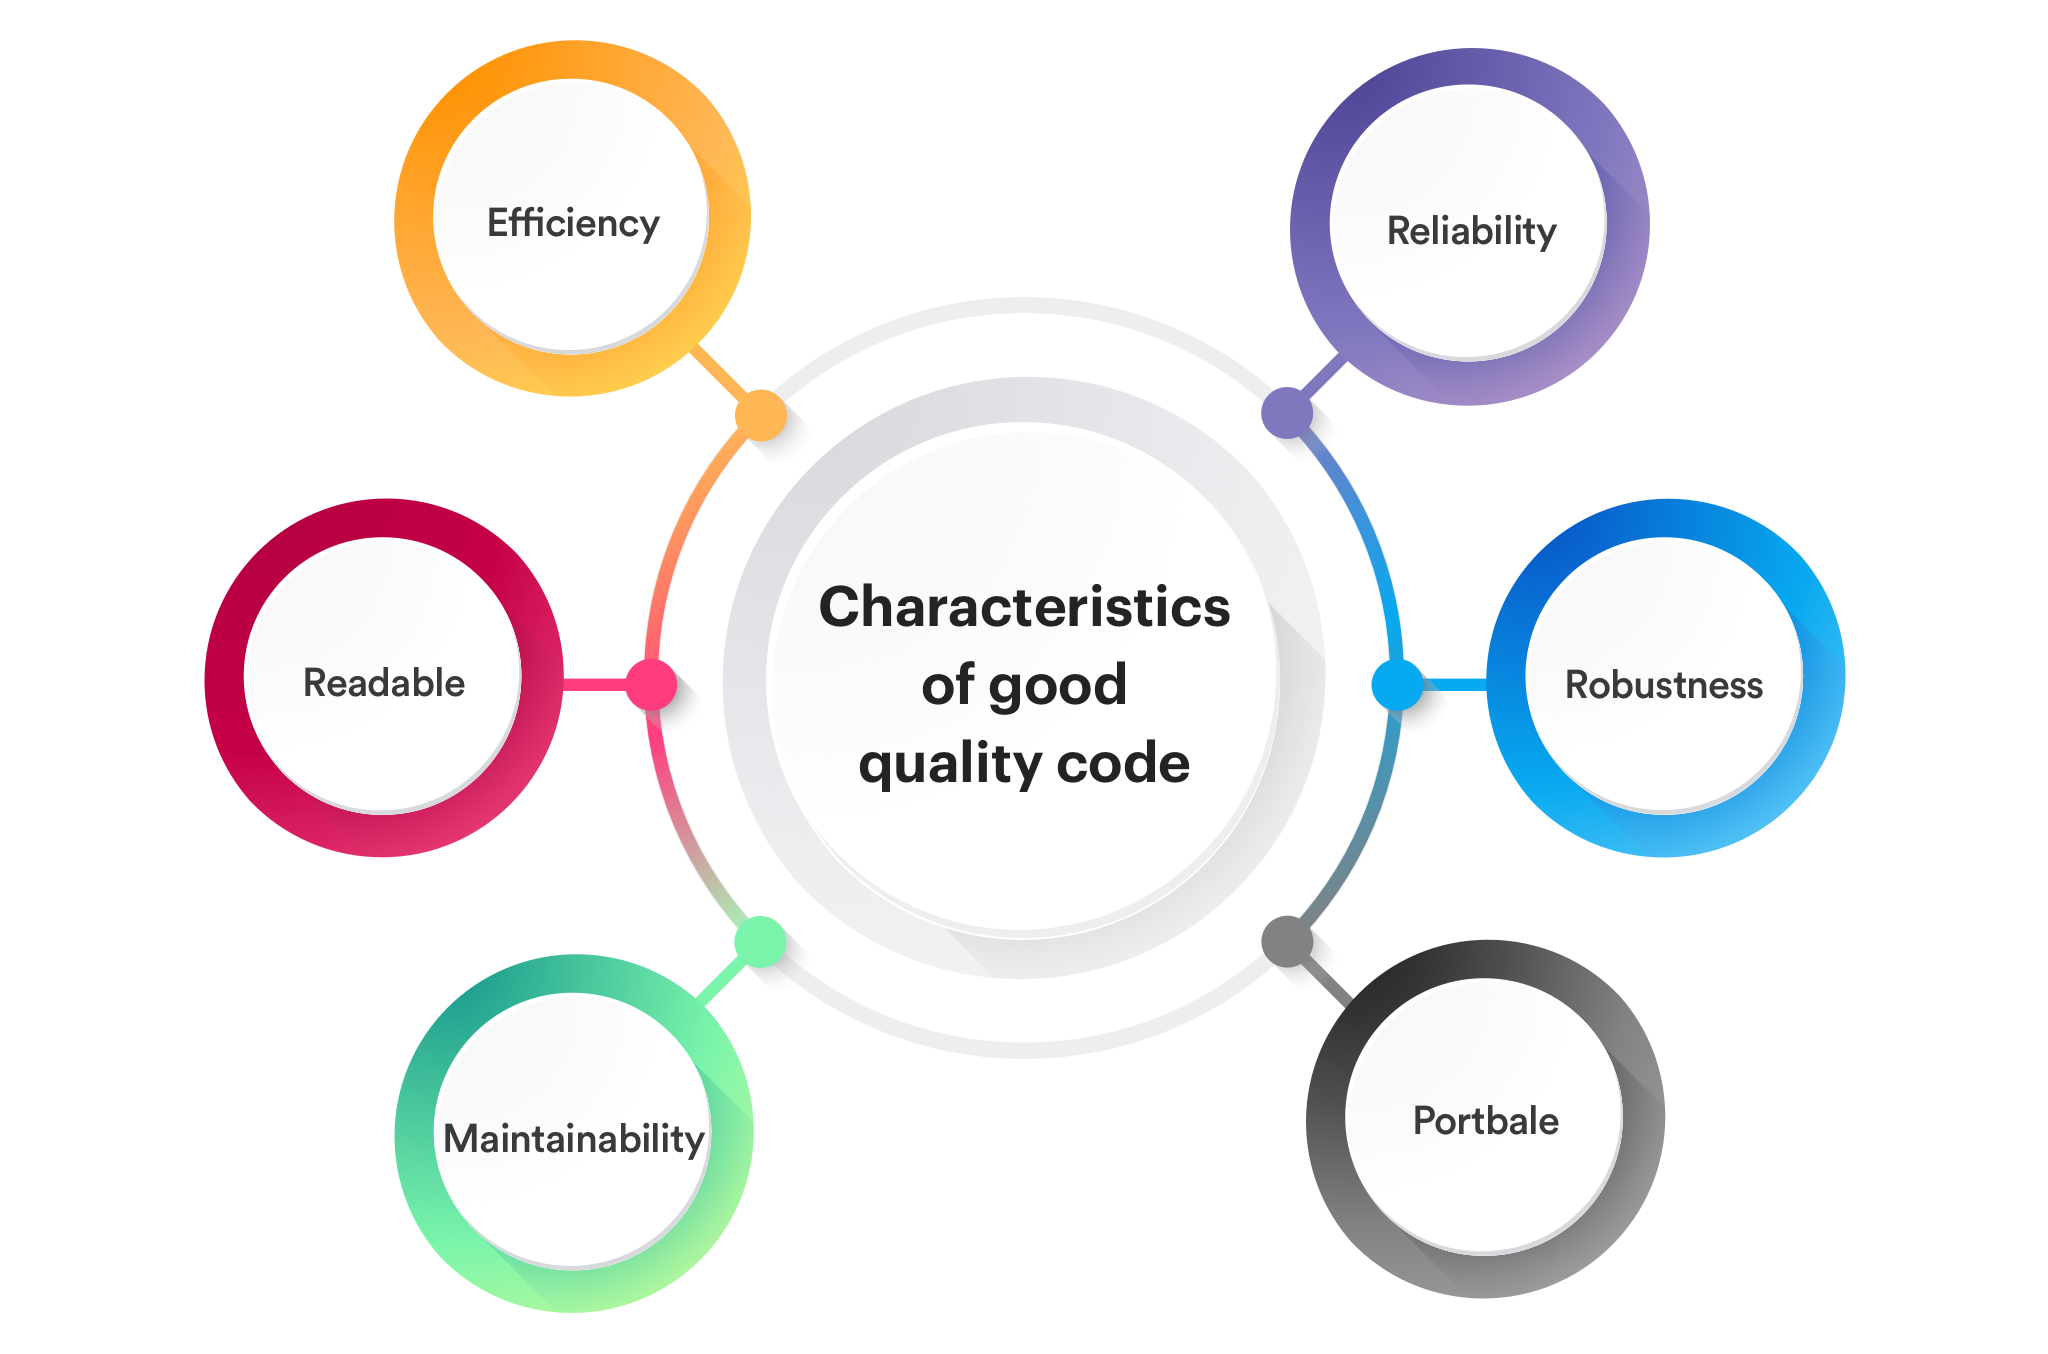 Efficiency
Reliability
Characteristics
of good
quality code
Readable
Robustness
Maintainability
Portbale